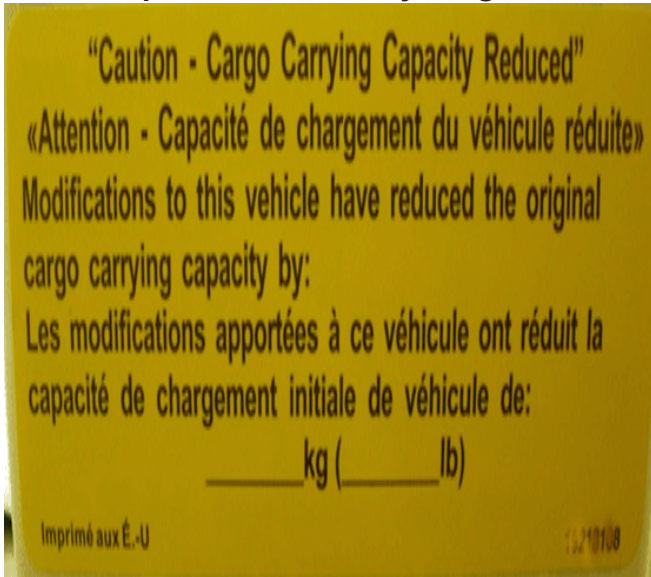 “Caution - Cargo Carrying Capacity Reduced”
«Attention - Capacité de chargement du véhicule réduite»
Modifications to this vehicle have reduced the original
cargo carrying capacity by:
Les modifications apportées à ce véhicule ont réduit la
capacité de chargement initiale de véhicule de:
______kg (______lb)
Imprimé aux É.-U